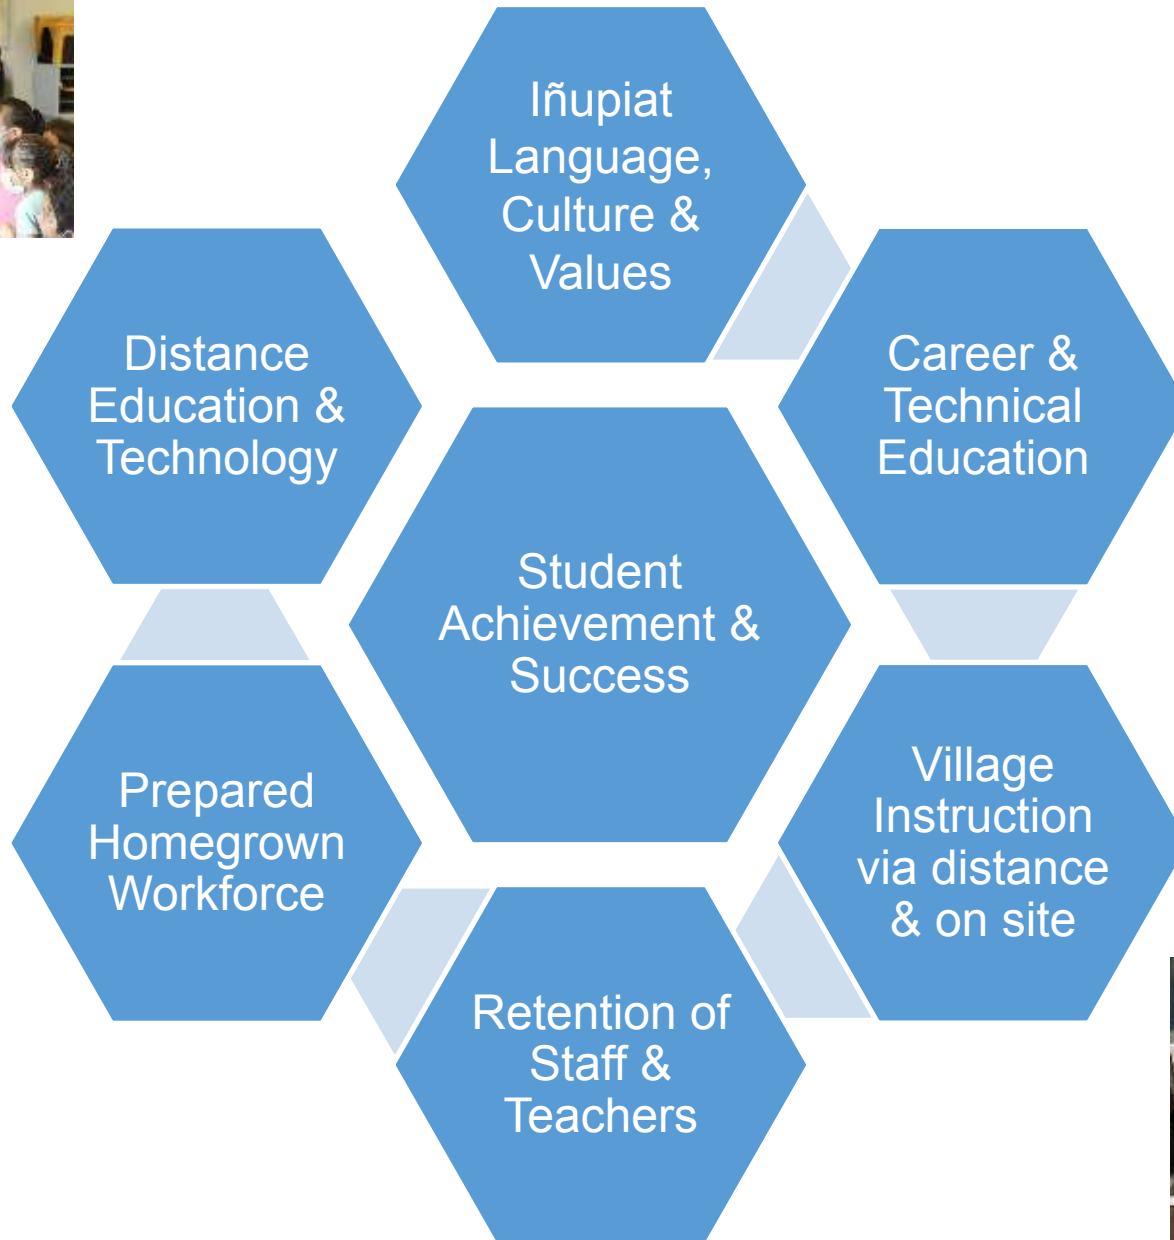 Iñupiat
Language,
Culture &
Values
Distance
Education &
Technology
Career &
Technical
Education
Student
Achievement &
Success
Prepared
Homegrown
Workforce
Village
Instruction
via distance
& on site
Retention of
Staff &
Teachers